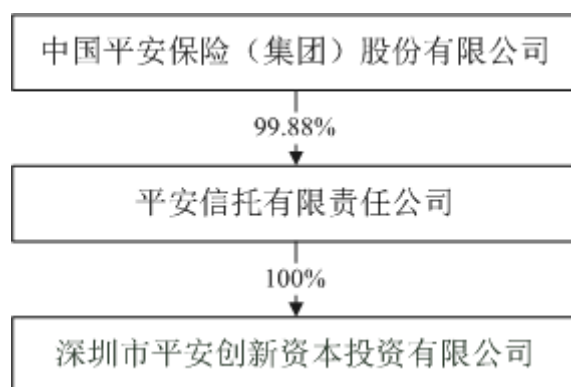 中国平安保险（集团）股份有限公司
99.88%
平安信托有限责任公司
100%
深圳市平安创新资本投资有限公司